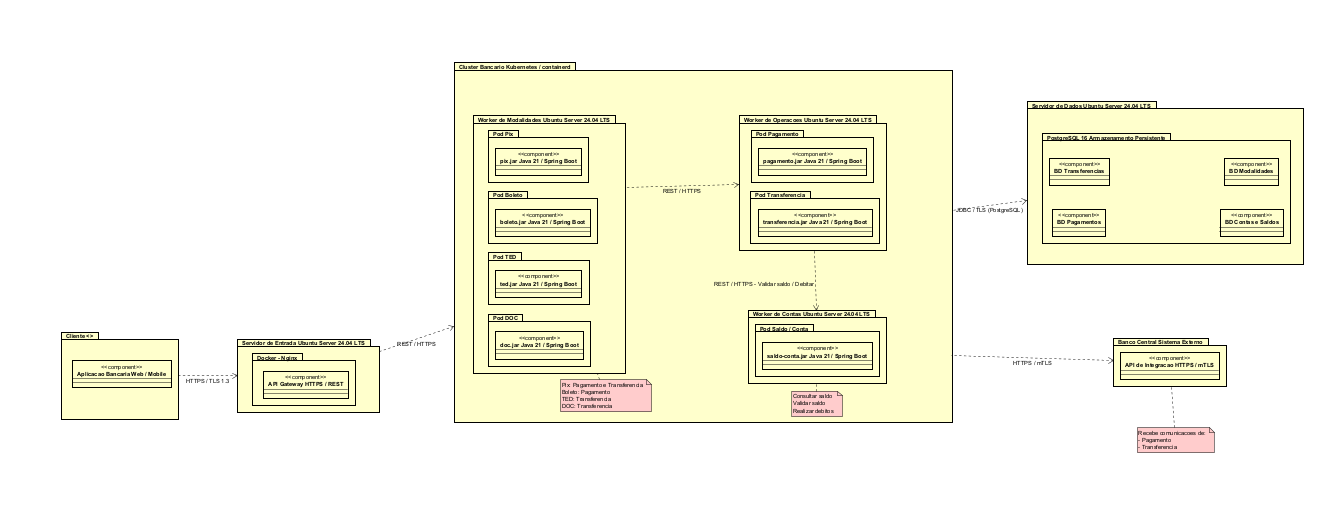 Cluster Bancario Kubernetes / containerd
Worker de Modalidades Ubuntu Server 24.04 LTS
Pod Pix
<<component>>
pix.jar Java 21 / Spring Boot
Pod Boleto
<<component>>
boleto.jar Java 21 / Spring Boot
Pod TED
<<component>>
ted.jar Java 21 / Spring Boot
Pod DOC
<<component>>
doc.jar Java 21 / Spring Boot
Pix: Pagamento e Transferencia
Boleto: Pagamento
TED: Transferencia
DOC: Transferencia
REST / HTTPS
Worker de Operacoes Ubuntu Server 24.04 LTS
Pod Pagamento
<<component>>
pagamento.jar Java 21 / Spring Boot
Pod Transferencia
<<component>>
transferencia.jar Java 21 / Spring Boot
REST / HTTPS - Validar saldo / Debitar
Worker de Contas Ubuntu Server 24.04 LTS
Pod Saldo / Conta
<<component>>
saldo-conta.jar Java 21 / Spring Boot
Consultar saldo
Validar saldo
Realizar debitos
Servidor de Dados Ubuntu Server 24.04 LTS
PostgreSQL 16 Armazenamento Persistente
<<component>>
BD Transferencias
<<component>>
BD Modalidades
<<component>>
BD Pagamentos
<<component>>
BD Contas e Saldos
JDBC / TLS (PostgreSQL)
Cliente <>
<<component>>
Aplicacao Bancaria Web / Mobile
HTTPS / TLS 1.3
Servidor de Entrada Ubuntu Server 24.04 LTS
Docker - Nginx
<<component>>
API Gateway HTTPS / REST
REST / HTTPS
HTTPS / mTLS
Banco Central Sistema Externo
<<component>>
API de Integracao HTTPS / mTLS
Recebe comunicacoes de:
- Pagamento
- Transferencia